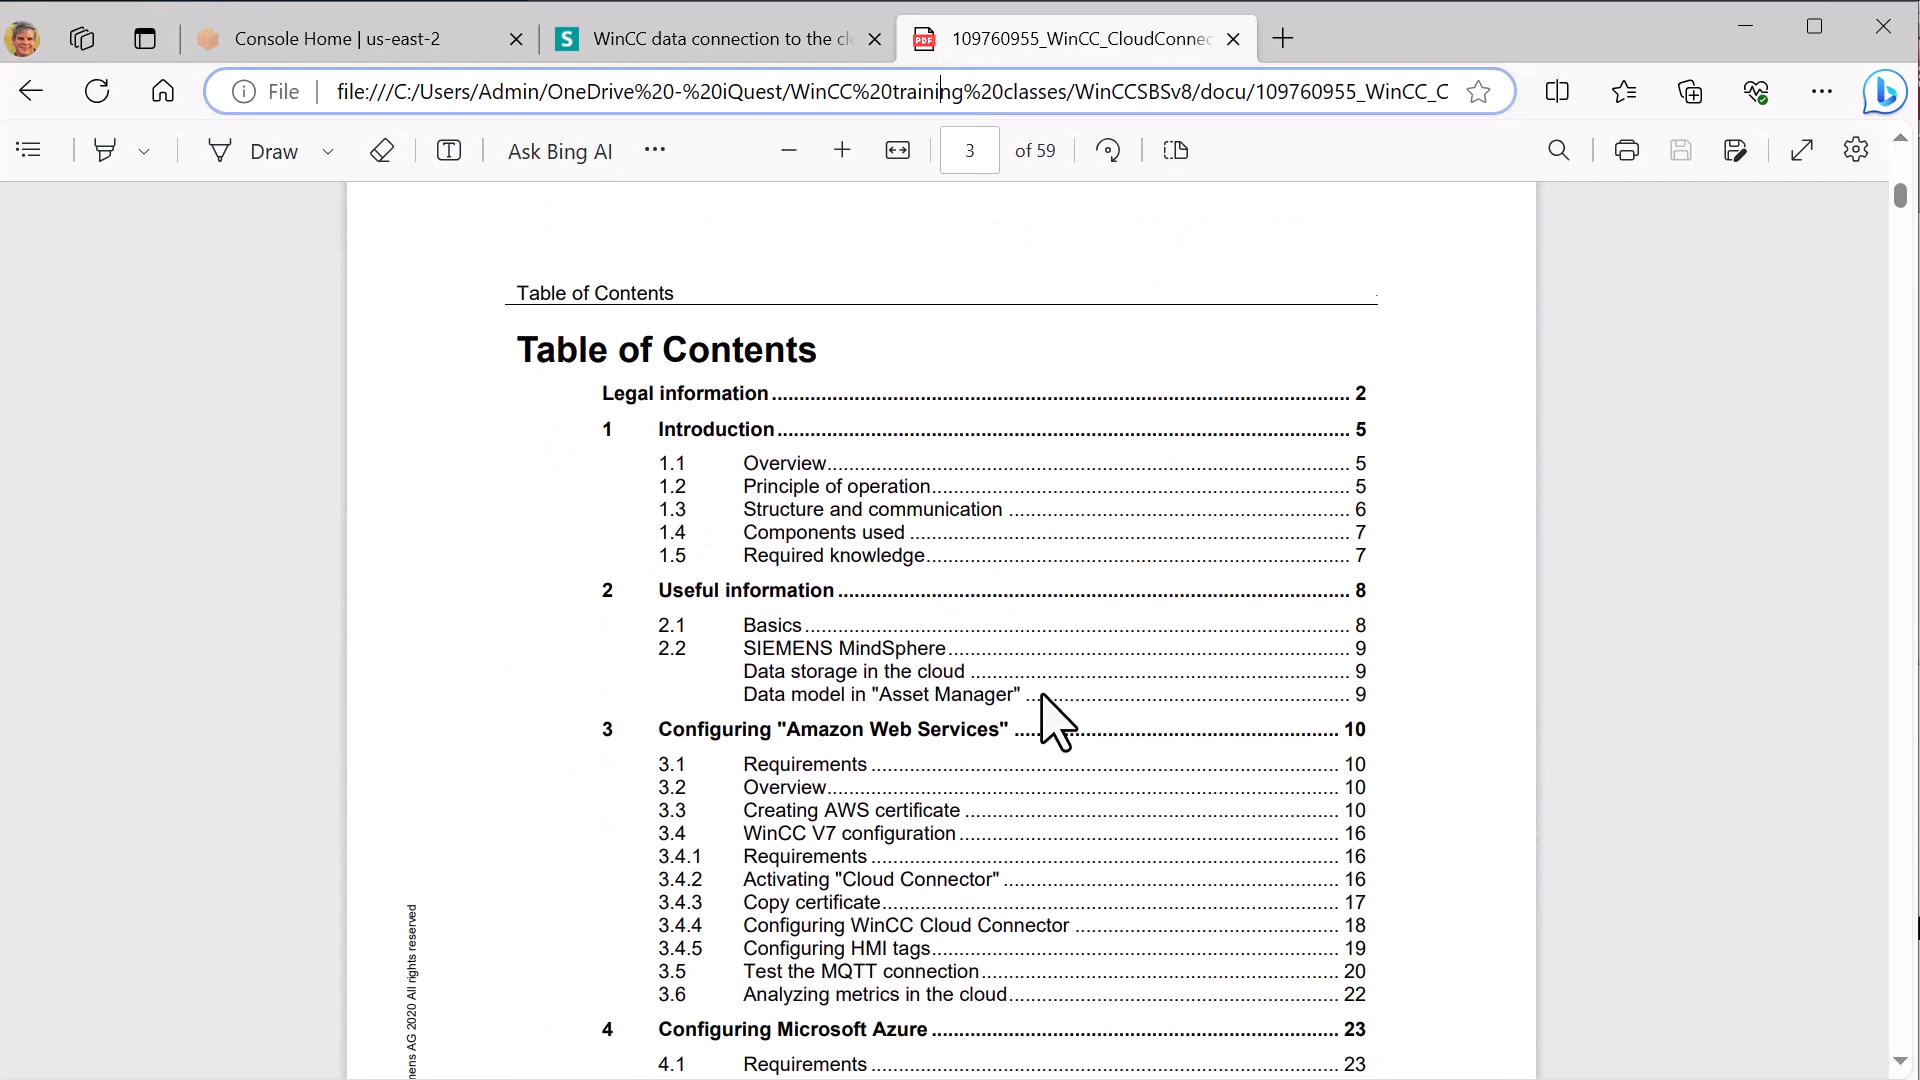 Console Home | us-east-2
S
WinCC data connection to the clo
PDF
109760955_WinCC_CloudConnec
File
file:///C:/Users/Admin/OneDrive%20-%20iQuest/WinCC%20training%20classes/WinCCSBSv8/docu/109760955_WinCC_C
Draw
T
Ask Bing AI
3
of 59
Table of Contents
Table of Contents
Legal information 2
1 Introduction 5
1.1 Overview 5
1.2 Principle of operation 5
1.3 Structure and communication 6
1.4 Components used 7
1.5 Required knowledge 7
2 Useful information 8
2.1 Basics 8
2.2 SIEMENS MindSphere 9
Data storage in the cloud 9
Data model in "Asset Manager" 9
3 Configuring "Amazon Web Services" 10
3.1 Requirements 10
3.2 Overview 10
3.3 Creating AWS certificate 10
3.4 WinCC V7 configuration 16
3.4.1 Requirements 16
3.4.2 Activating "Cloud Connector" 16
3.4.3 Copy certificate 17
3.4.4 Configuring WinCC Cloud Connector 18
3.4.5 Configuring HMI tags 19
3.5 Test the MQTT connection 20
3.6 Analyzing metrics in the cloud 22
4 Configuring Microsoft Azure 23
4.1 Requirements 23
mens AG 2020 All rights reserved